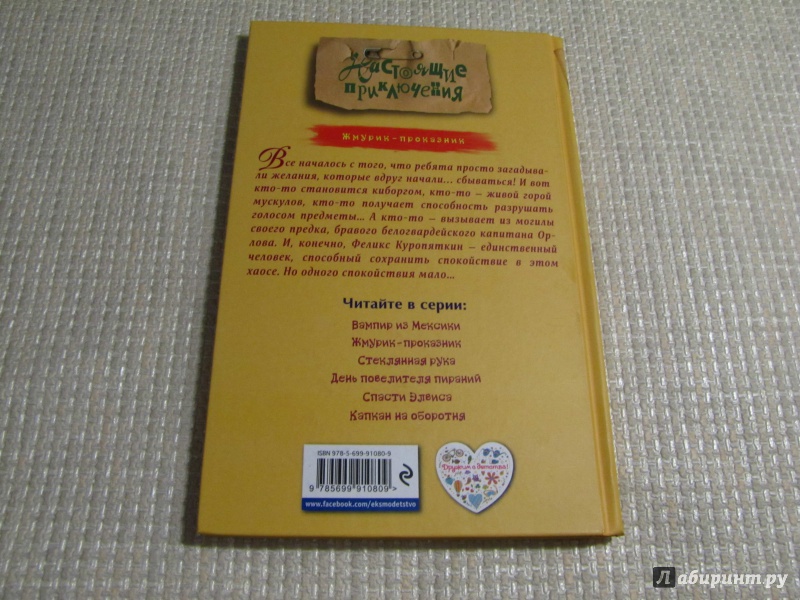 Настоящие
приключения
Жмурик-проказник
Все началось с того, что ребята просто загадыва-
ли желания, которые вдруг начали... сбываться! И вот
кто-то становится киборгом, кто-то – живой горой
мускулов, кто-то получает способность разрушать
голосом предметы... А кто-то – вызывает из могилы
своего предка, бравого белогвардейского капитана Ор-
лова. И, конечно, Феликс Куропяткин – единственный
человек, способный сохранить спокойствие в этом
хаосе. Но одного спокойствия мало...
Читайте в серии:
Вампир из Мексики
Жмурик-проказник
Стеклянная рука
День повелителя пираний
Спасти Элвиса
Капкан на оборотня
ISBN 978-5-699-91080-9
9 785699 910809 >
www.facebook.com/eksmodetstvo
Дружим с детства!
Лабиринт.ру